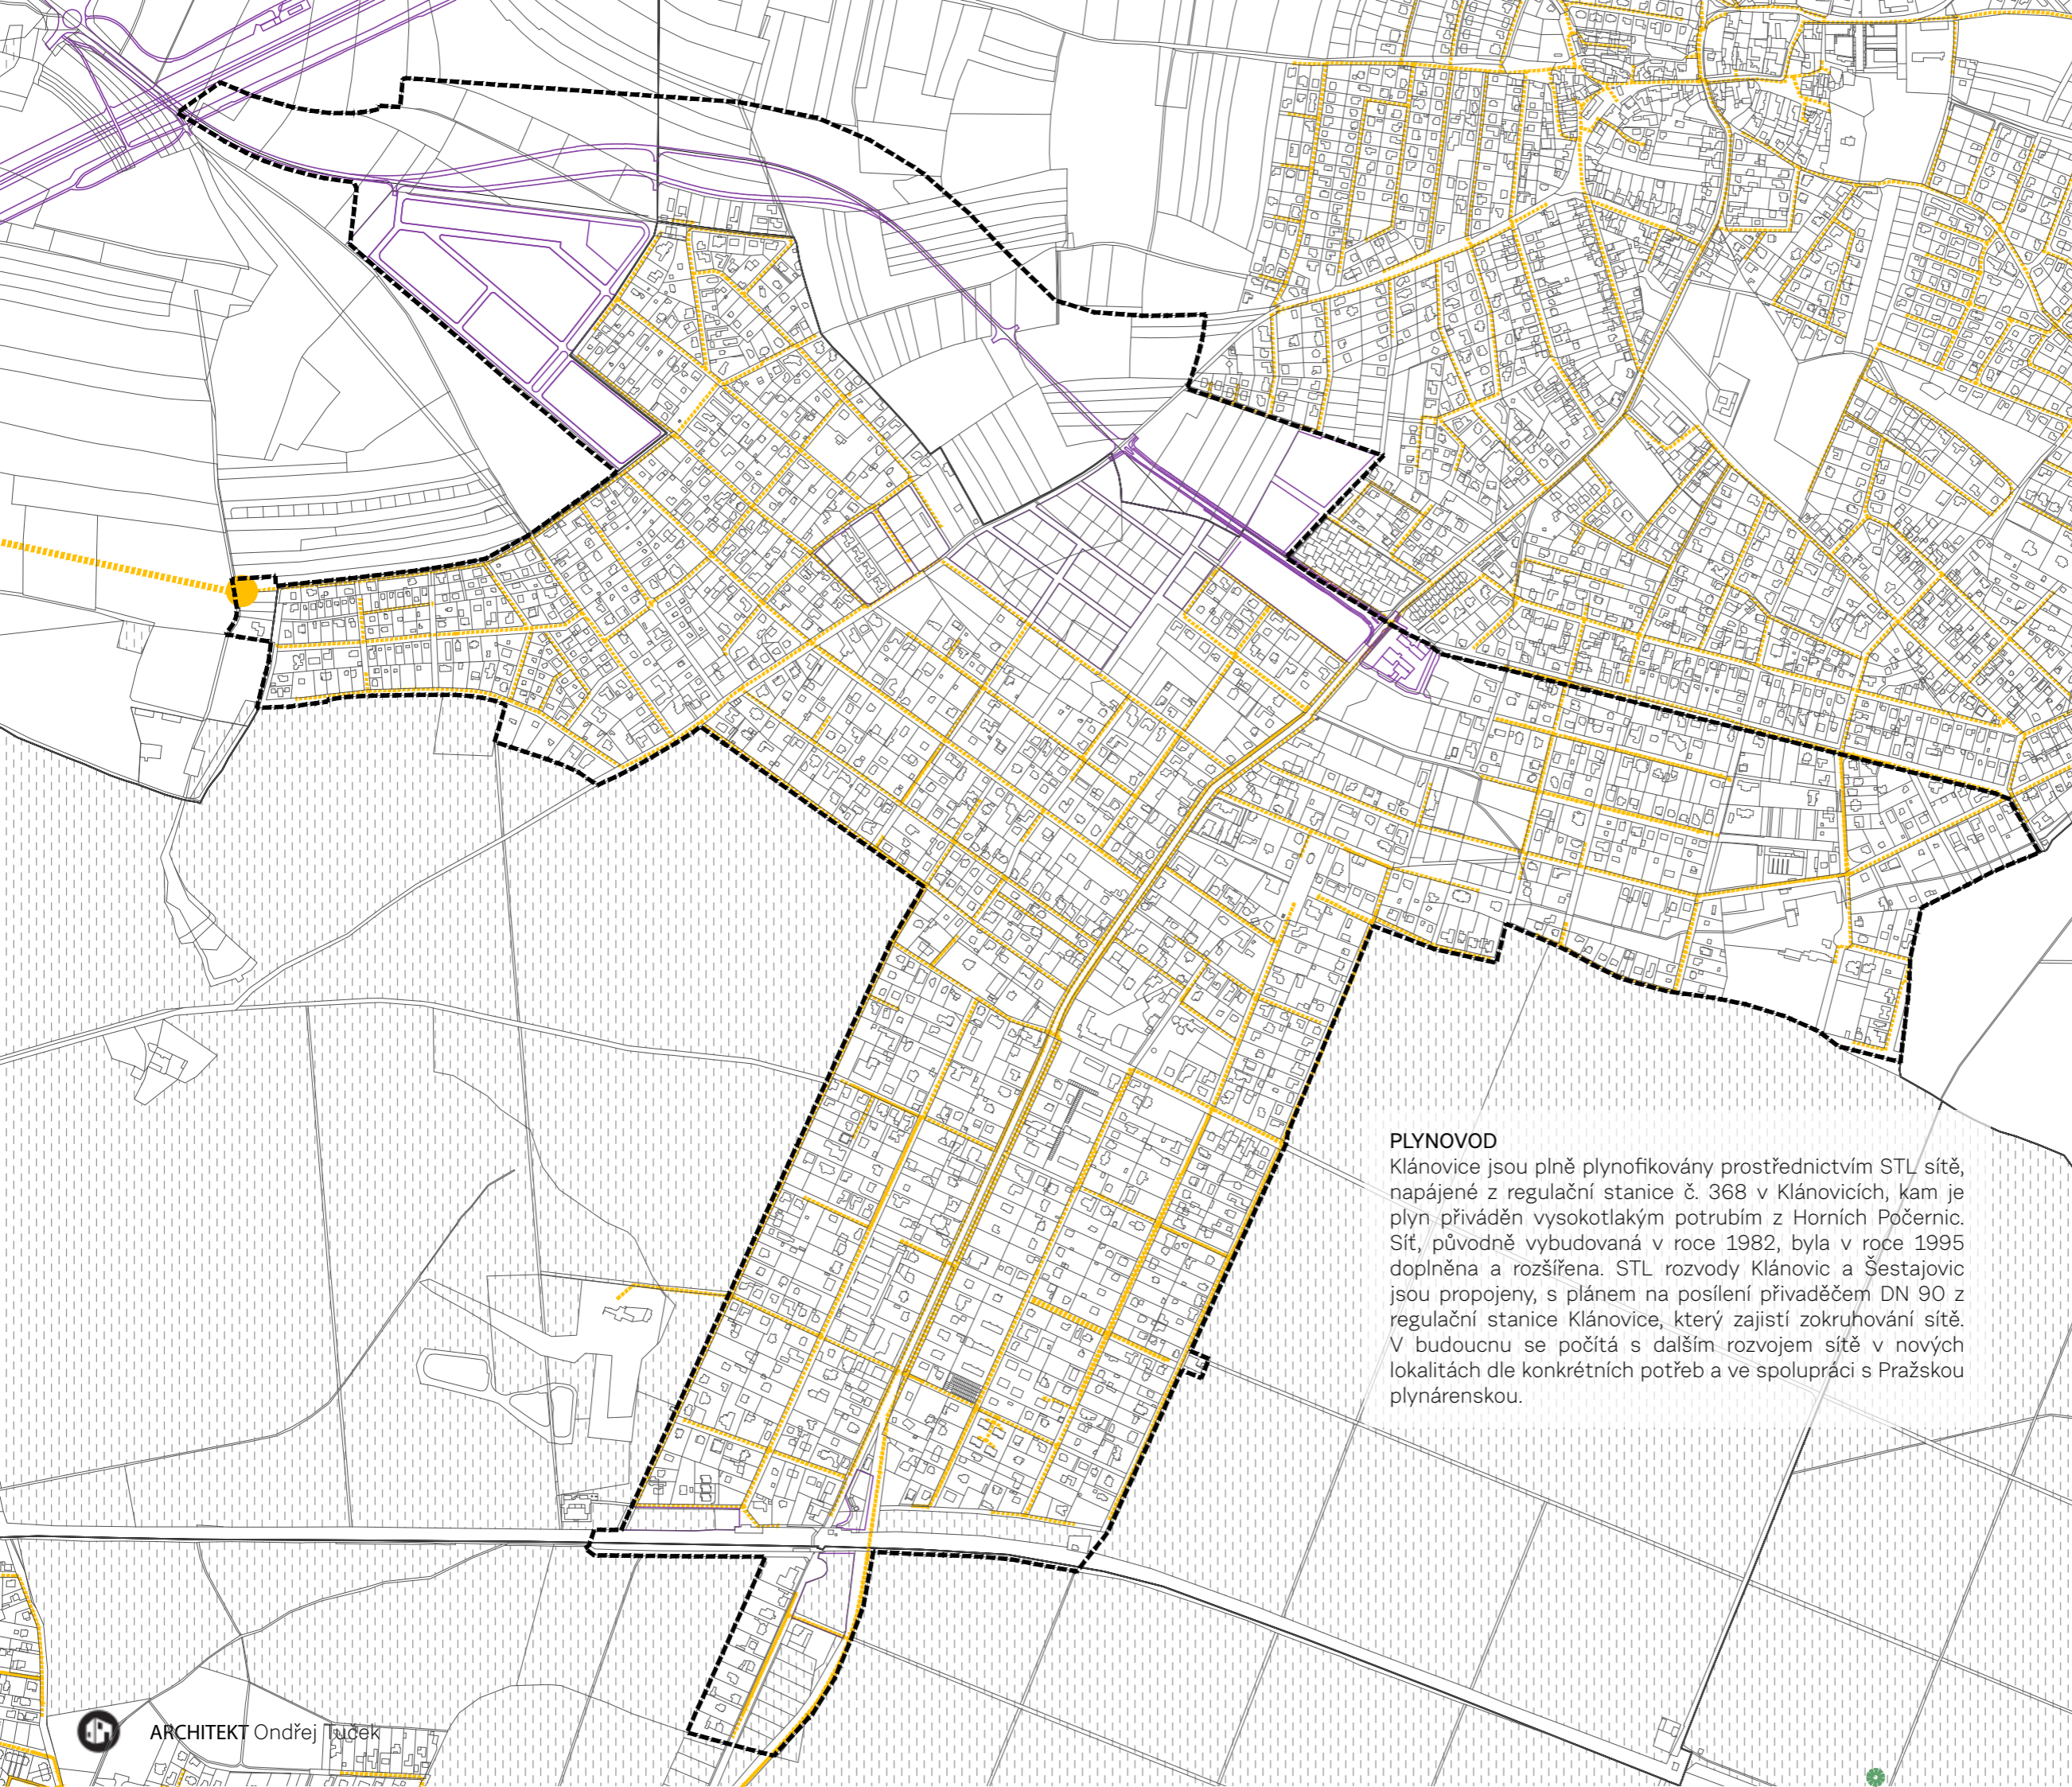 PLYNOVOD
Klánovice jsou plně plynofikovány prostřednictvím STL sítě,
napájené z regulační stanice č. 368 v Klánovicích, kam je
plyn přiváděn vysokotlakým potrubím z Horních Počernic.
Síť, původně vybudovaná v roce 1982, byla v roce 1995
doplněna a rozšířena. STL rozvody Klánovic a Šestajovic
jsou propojeny, s plánem na posílení přivaděčem DN 90 z
regulační stanice Klánovice, který zajistí zokruhování sítě.
V budoucnu se počítá s dalším rozvojem sítě v nových
lokalitách dle konkrétních potřeb a ve spolupráci s Pražskou
plynárenskou.
ARCHITEKT Ondřej Tuček